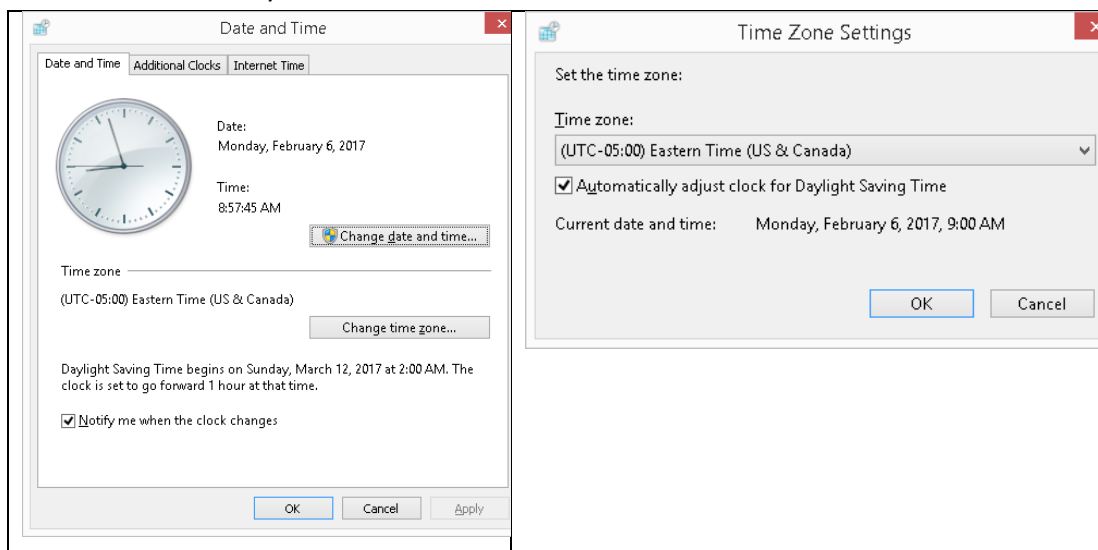 Date and Time
Date and Time
Additional Clocks
Internet Time
Date:
Monday, February 6, 2017
Time:
8:57:45 AM
Change date and time...
Time zone
(UTC-05:00) Eastern Time (US & Canada)
Change time zone...
Daylight Saving Time begins on Sunday, March 12, 2017 at 2:00 AM. The
clock is set to go forward 1 hour at that time.
Notify me when the clock changes
OK
Cancel
Apply
Time Zone Settings
Set the time zone:
Time zone:
(UTC-05:00) Eastern Time (US & Canada)
Automatically adjust clock for Daylight Saving Time
Current date and time: Monday, February 6, 2017, 9:00 AM
OK
Cancel